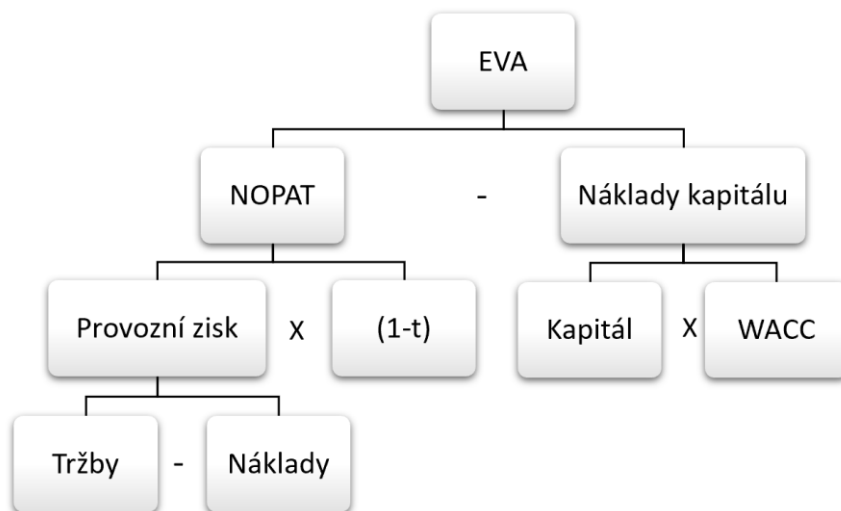 EVA
NOPAT - Náklady kapitálu
Provozní zisk X (1-t) Kapitál X WACC
Tržby - Náklady